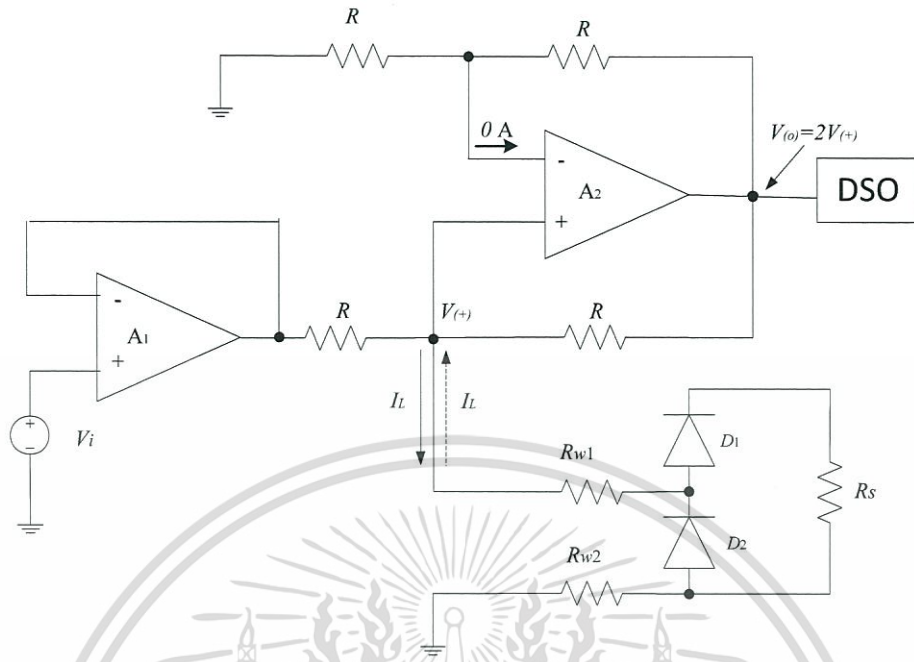 R
R
0 A
-
A2
+
V(o)=2V(+)
DSO
-
A1
+
R
V(+)
R
+
-
Vi
IL
IL
Rw1
D1
Rs
Rw2
D2